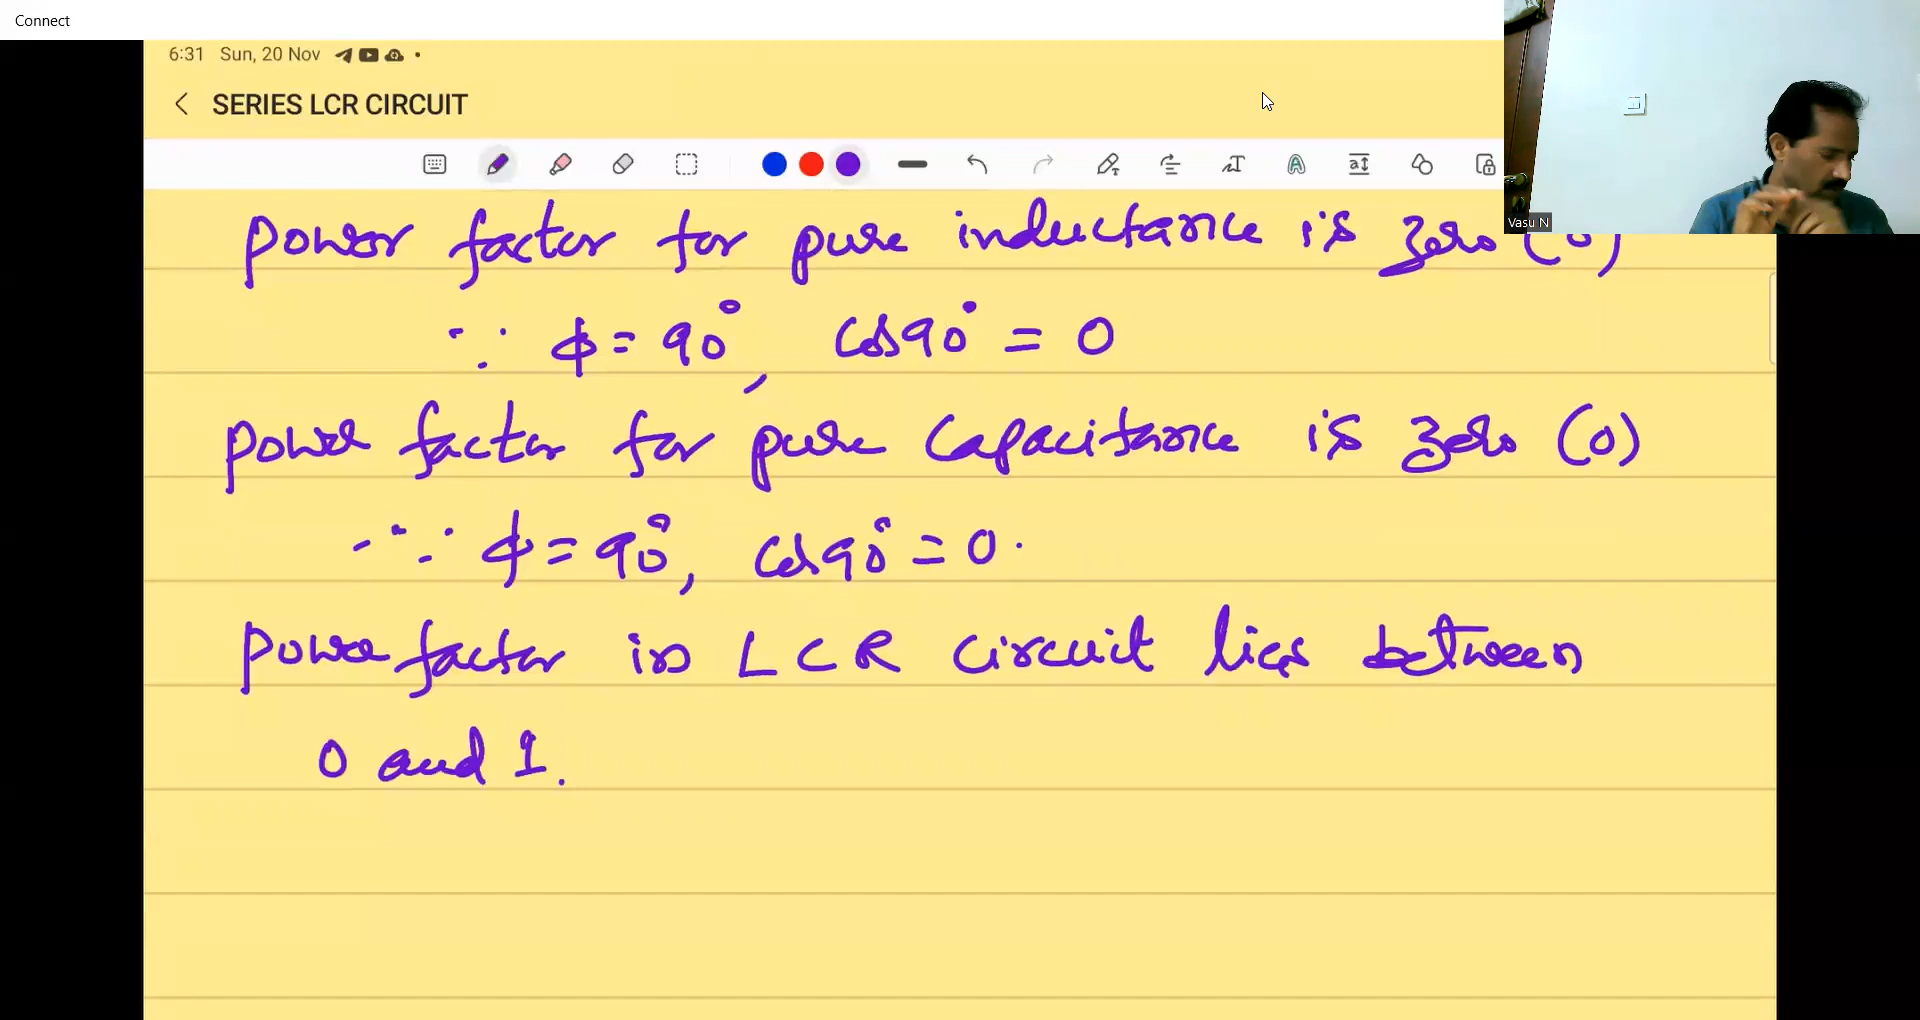 Connect
6:31 Sun, 20 Nov
SERIES LCR CIRCUIT
Vasu N
Power factor for pure inductance is zero (0)
∵ ϕ = 90°, cos90° = 0
Power factor for pure capacitance is zero (0)
∵ ϕ = 90°, cos90° = 0.
Power factor in LCR circuit lies between
0 and 1.